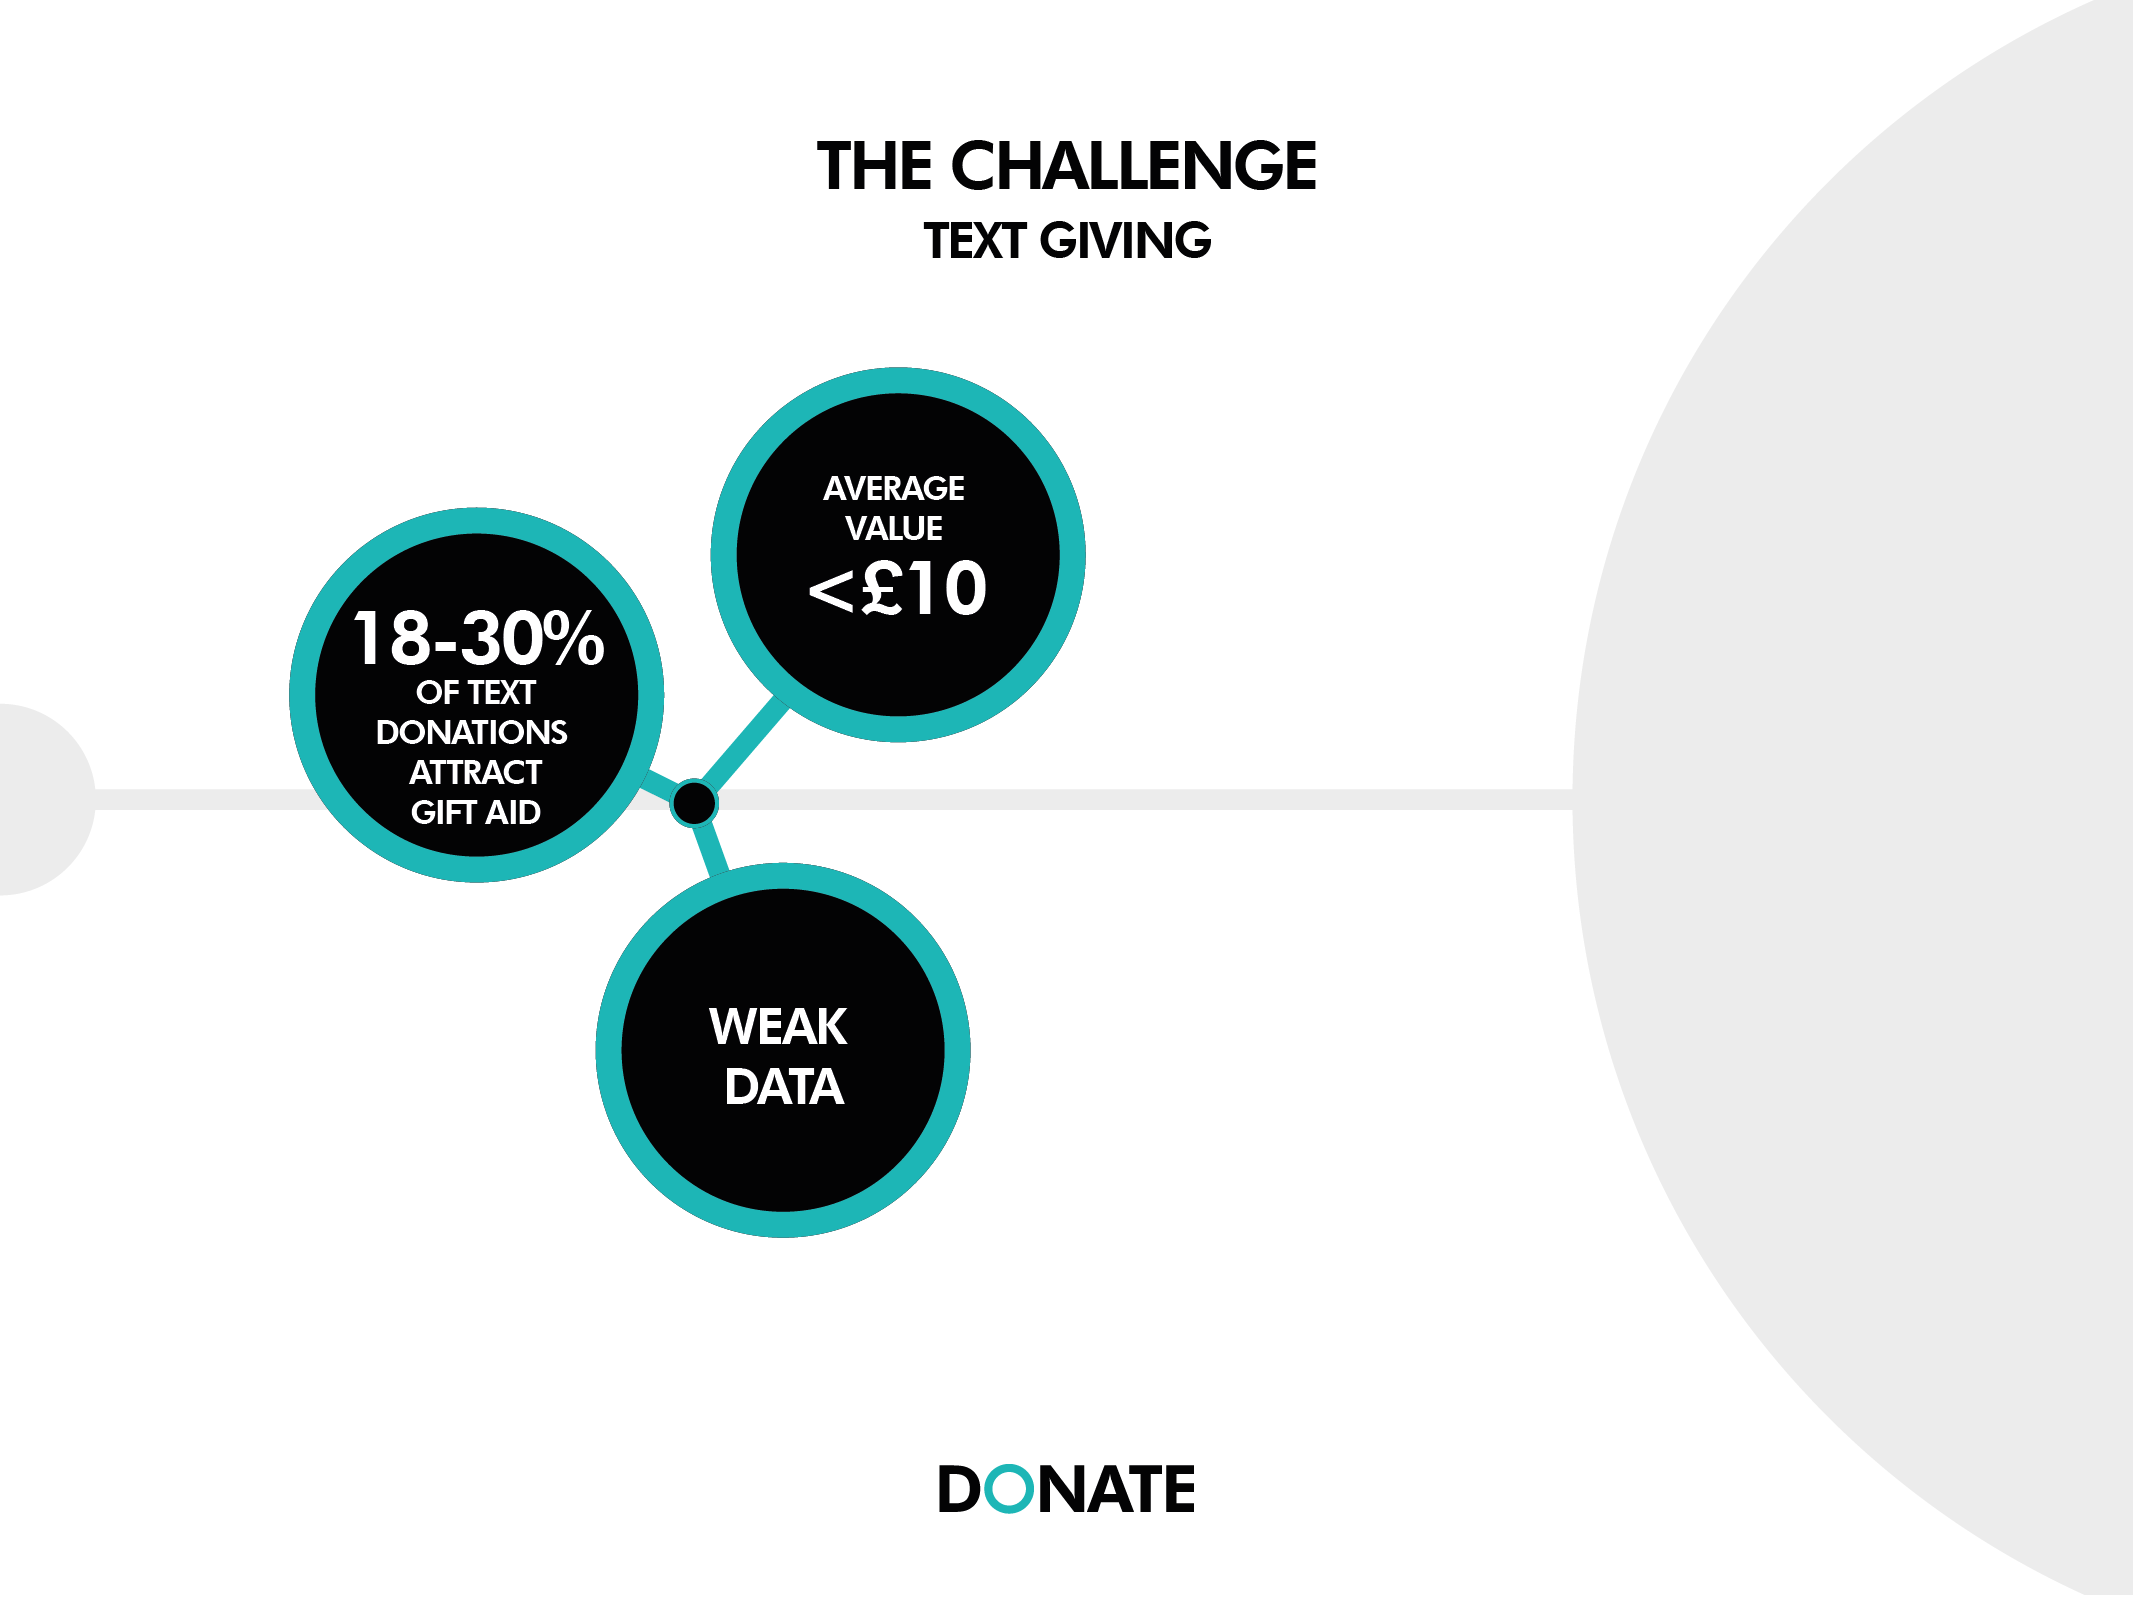 THE CHALLENGE
TEXT GIVING
AVERAGE
VALUE
<£10
18-30%
OF TEXT
DONATIONS
ATTRACT
GIFT AID
WEAK
DATA
DONATE